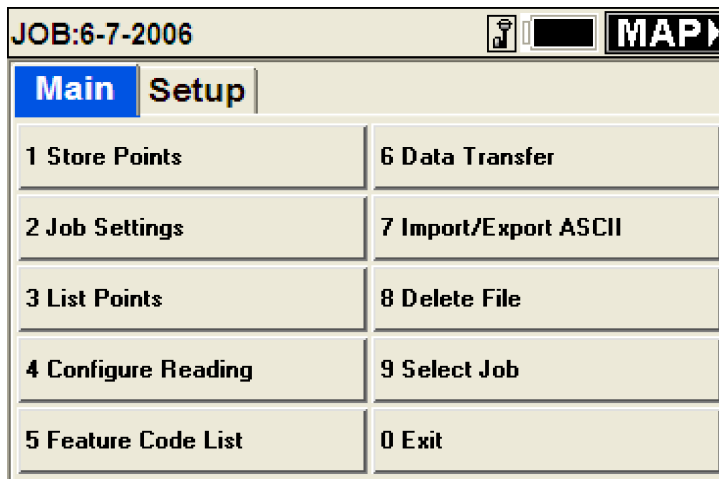 JOB:6-7-2006 MAP
Main Setup
1 Store Points
2 Job Settings
3 List Points
4 Configure Reading
5 Feature Code List
6 Data Transfer
7 Import/Export ASCII
8 Delete File
9 Select Job
0 Exit